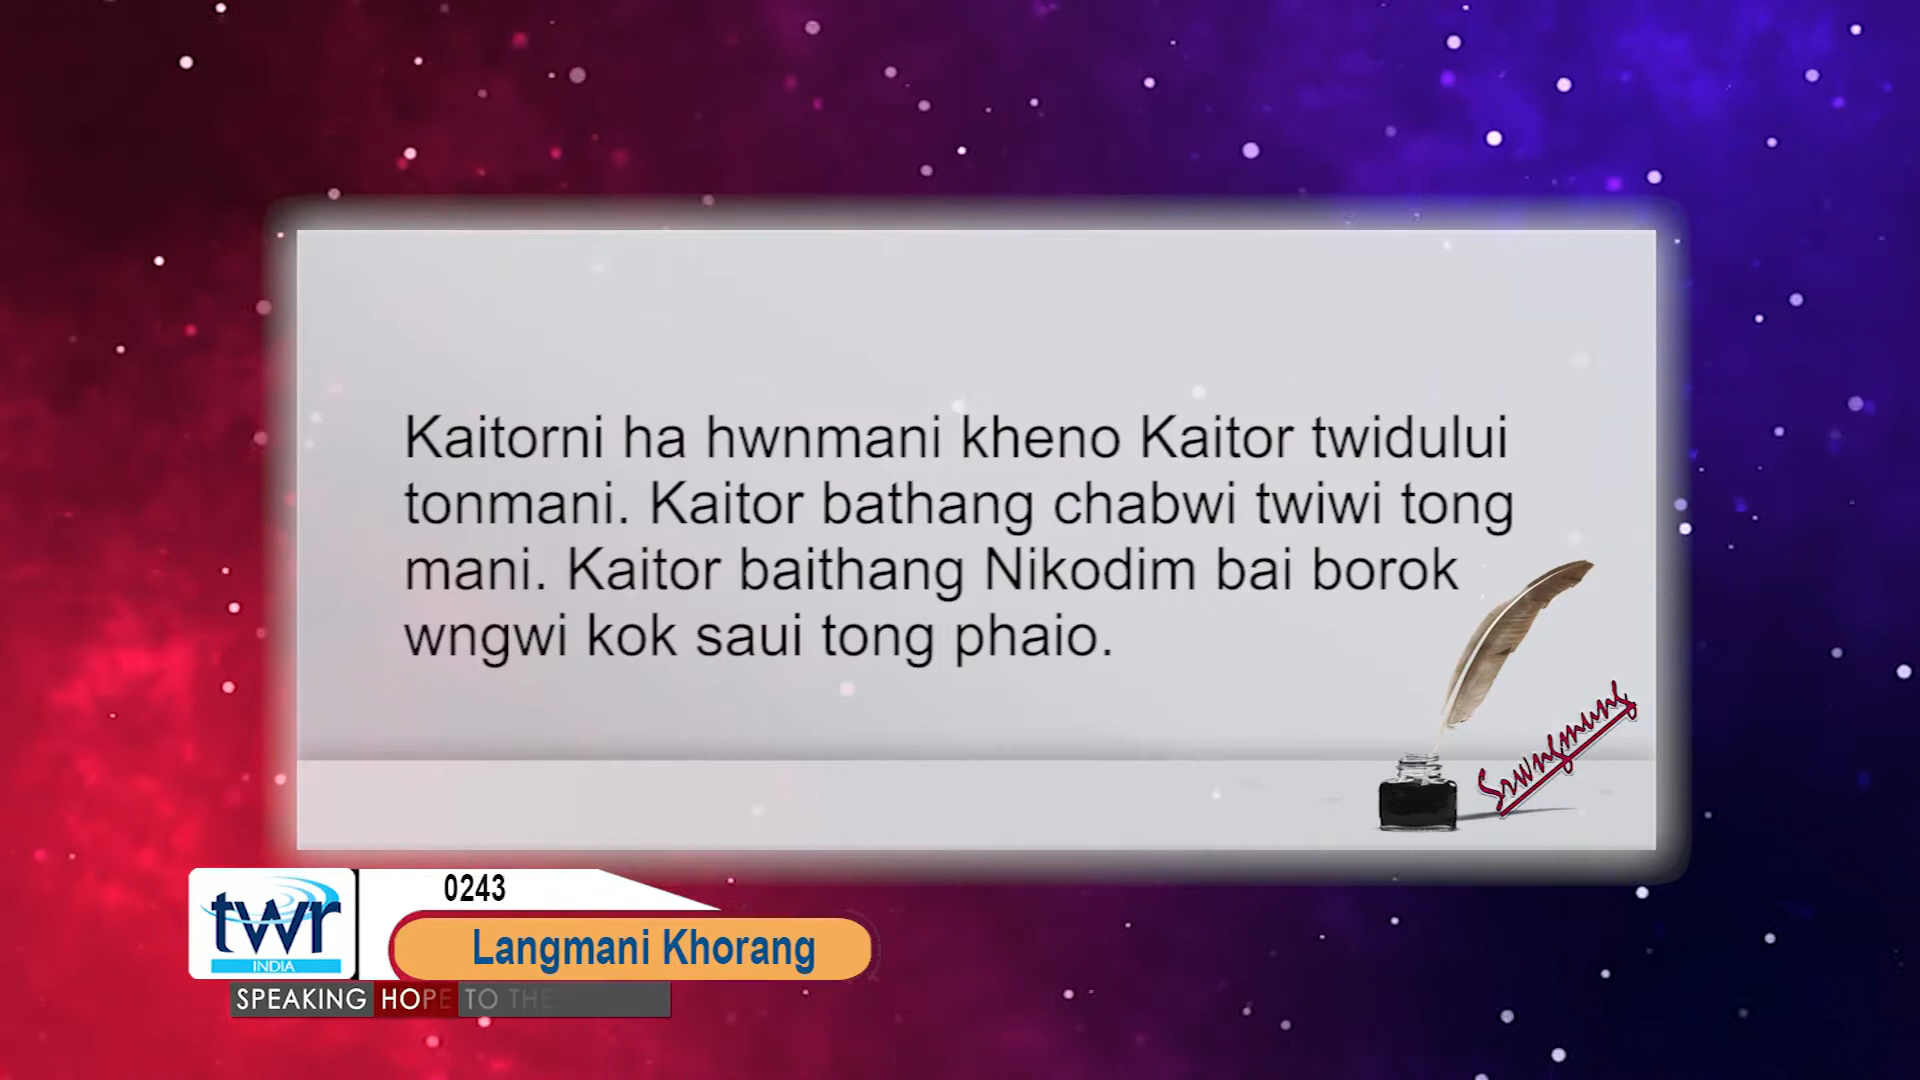 Kaitorni ha hwnmani kheno Kaitor twidului
tonmani. Kaitor bathang chabwi twiwi tong
mani. Kaitor baithang Nikodim bai borok
wngwi kok saui tong phaio.
Srwngmung
0243
twr
INDIA
Langmani Khorang
SPEAKING HOPE TO THE